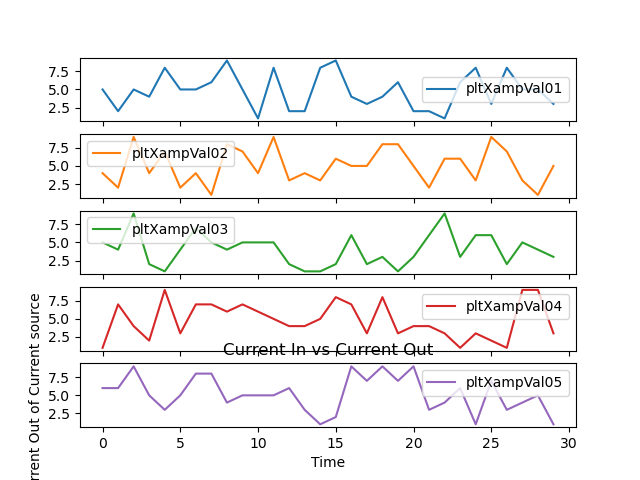 7.5
5.0
2.5
pltXampVal01
7.5
5.0
2.5
pltXampVal02
7.5
5.0
2.5
pltXampVal03
7.5
5.0
2.5
pltXampVal04
Current In vs Current Out
7.5
5.0
2.5
pltXampVal05
0 5 10 15 20 25 30
Time
rrent Out of Current source